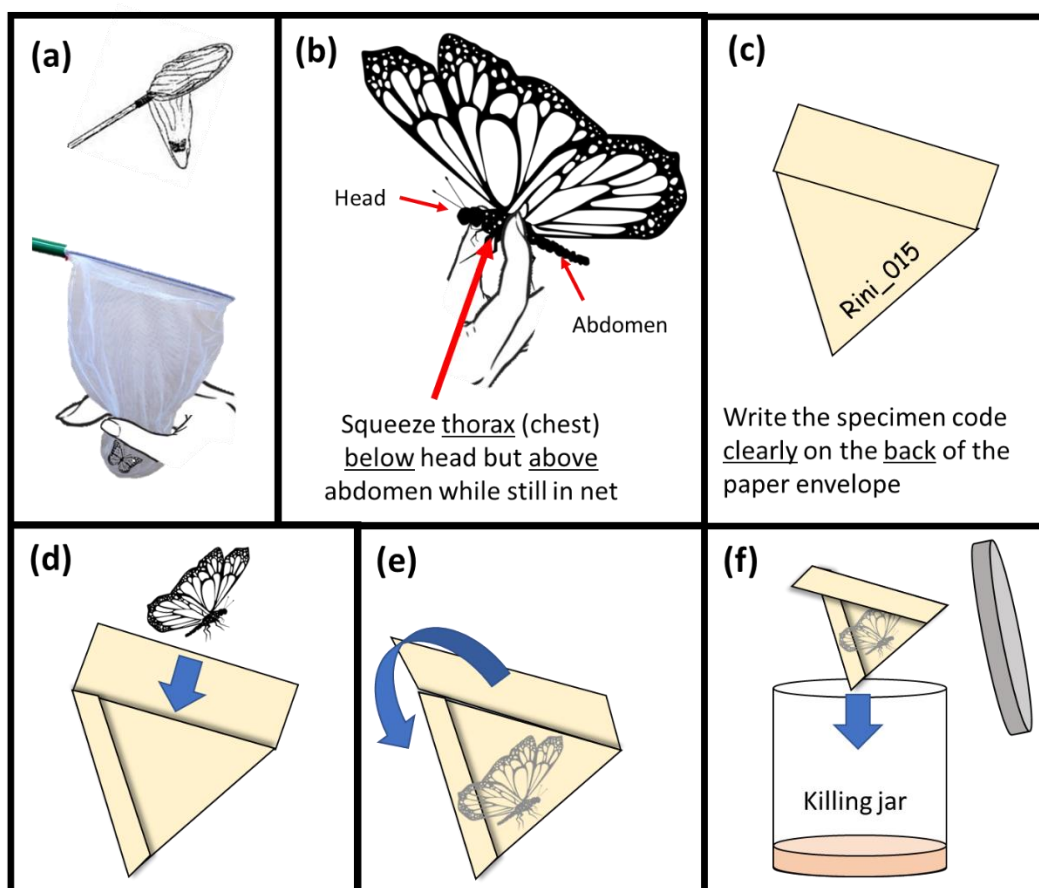 (a)
(b)
Head
Abdomen
Squeeze thorax (chest)
below head but above
abdomen while still in net
(c)
Rini_015
Write the specimen code
clearly on the back of the
paper envelope
(d)
(e)
(f)
Killing jar